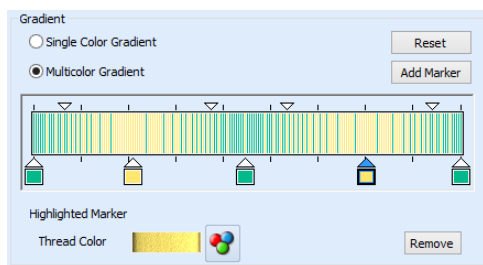 Gradient
Single Color Gradient
Reset
Multicolor Gradient
Add Marker
Highlighted Marker
Thread Color
Remove